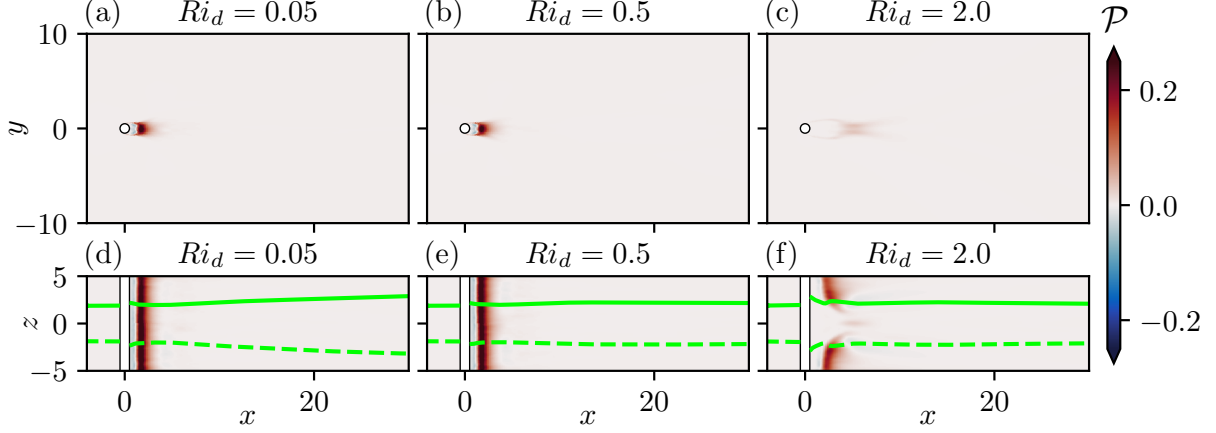 (a) Ri_d = 0.05 (b) Ri_d = 0.5 (c) Ri_d = 2.0 𝒫
10
0
−10
y
0.2
0.0
−0.2
(d) Ri_d = 0.05 (e) Ri_d = 0.5 (f) Ri_d = 2.0
5
0
−5
z
0 20 0 20 0 20
x x x